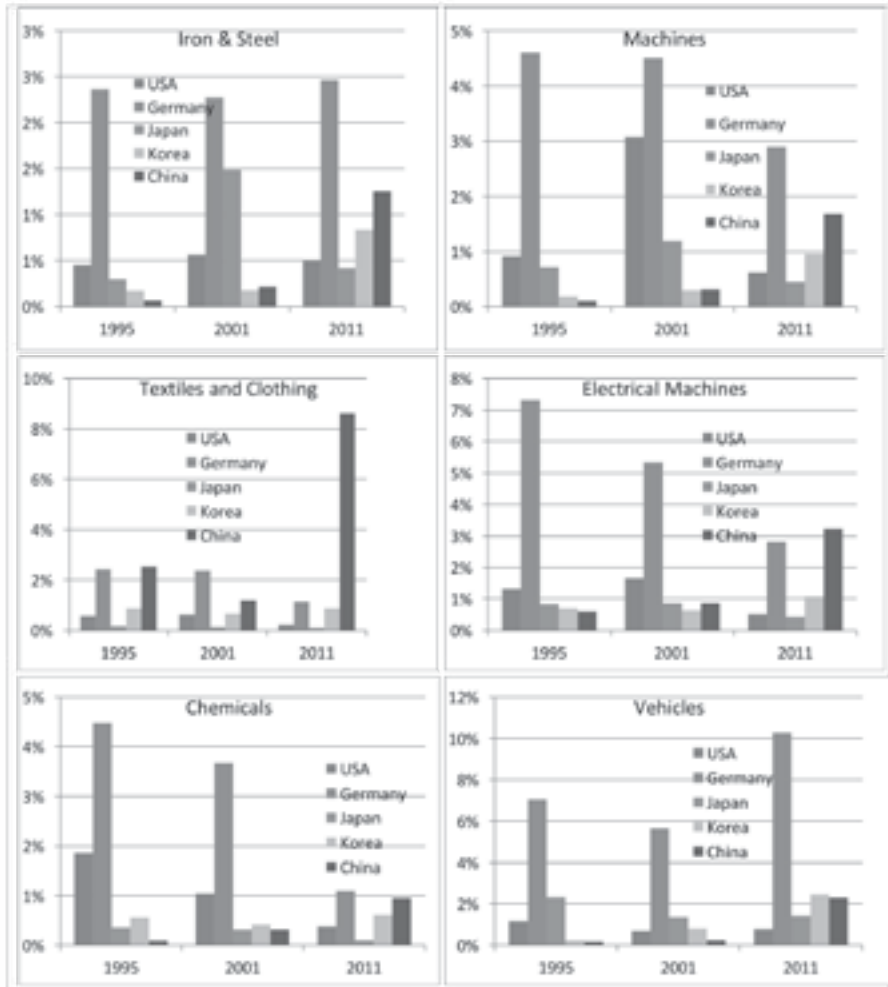 Iron & Steel
3%
3%
2%
2%
1%
1%
0%
USA
Germany
Japan
Korea
China
1995 2001 2011
Machines
5%
4%
3%
2%
1%
0%
USA
Germany
Japan
Korea
China
1995 2001 2011
Textiles and Clothing
10%
8%
6%
4%
2%
0%
USA
Germany
Japan
Korea
China
1995 2001 2011
Electrical Machines
8%
7%
6%
5%
4%
3%
2%
1%
0%
USA
Germany
Japan
Korea
China
1995 2001 2011
Chemicals
5%
4%
3%
2%
1%
0%
USA
Germany
Japan
Korea
China
1995 2001 2011
Vehicles
12%
10%
8%
6%
4%
2%
0%
USA
Germany
Japan
Korea
China
1995 2001 2011